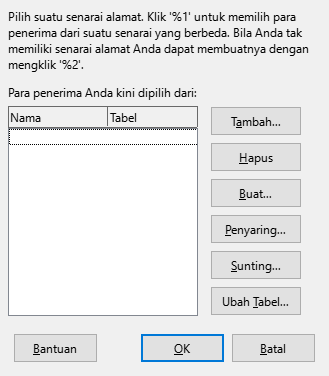 Pilih suatu senarai alamat. Klik '%1' untuk memilih para
penerima dari suatu senarai yang berbeda. Bila Anda tak
memiliki senarai alamat Anda dapat membuatnya dengan
mengklik '%2'.
Para penerima Anda kini dipilih dari:
Nama Tabel
Tambah...
Hapus
Buat...
Penyaring...
Sunting...
Ubah Tabel...
Bantuan OK Batal